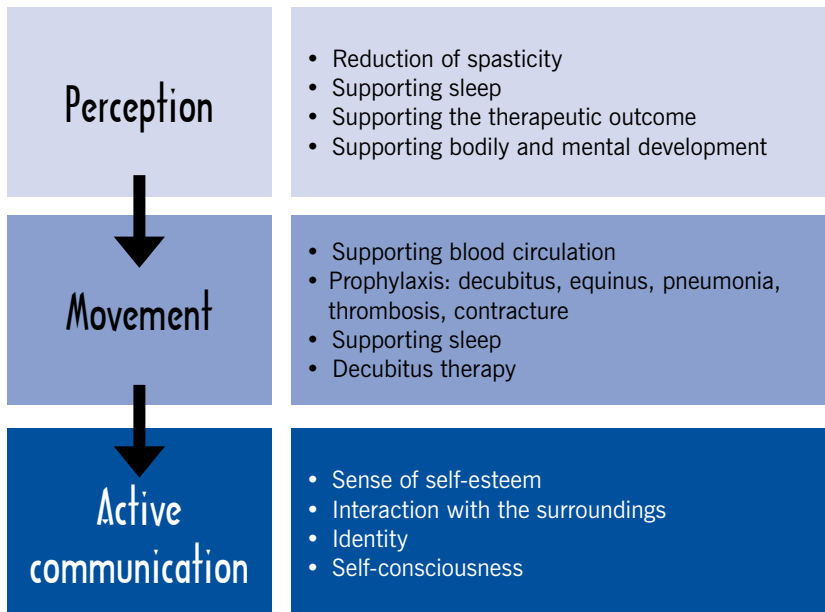 Perception
• Reduction of spasticity
• Supporting sleep
• Supporting the therapeutic outcome
• Supporting bodily and mental development
Movement
• Supporting blood circulation
• Prophylaxis: decubitus, equinus, pneumonia,
thrombosis, contracture
• Supporting sleep
• Decubitus therapy
Active
communication
• Sense of self-esteem
• Interaction with the surroundings
• Identity
• Self-consciousness